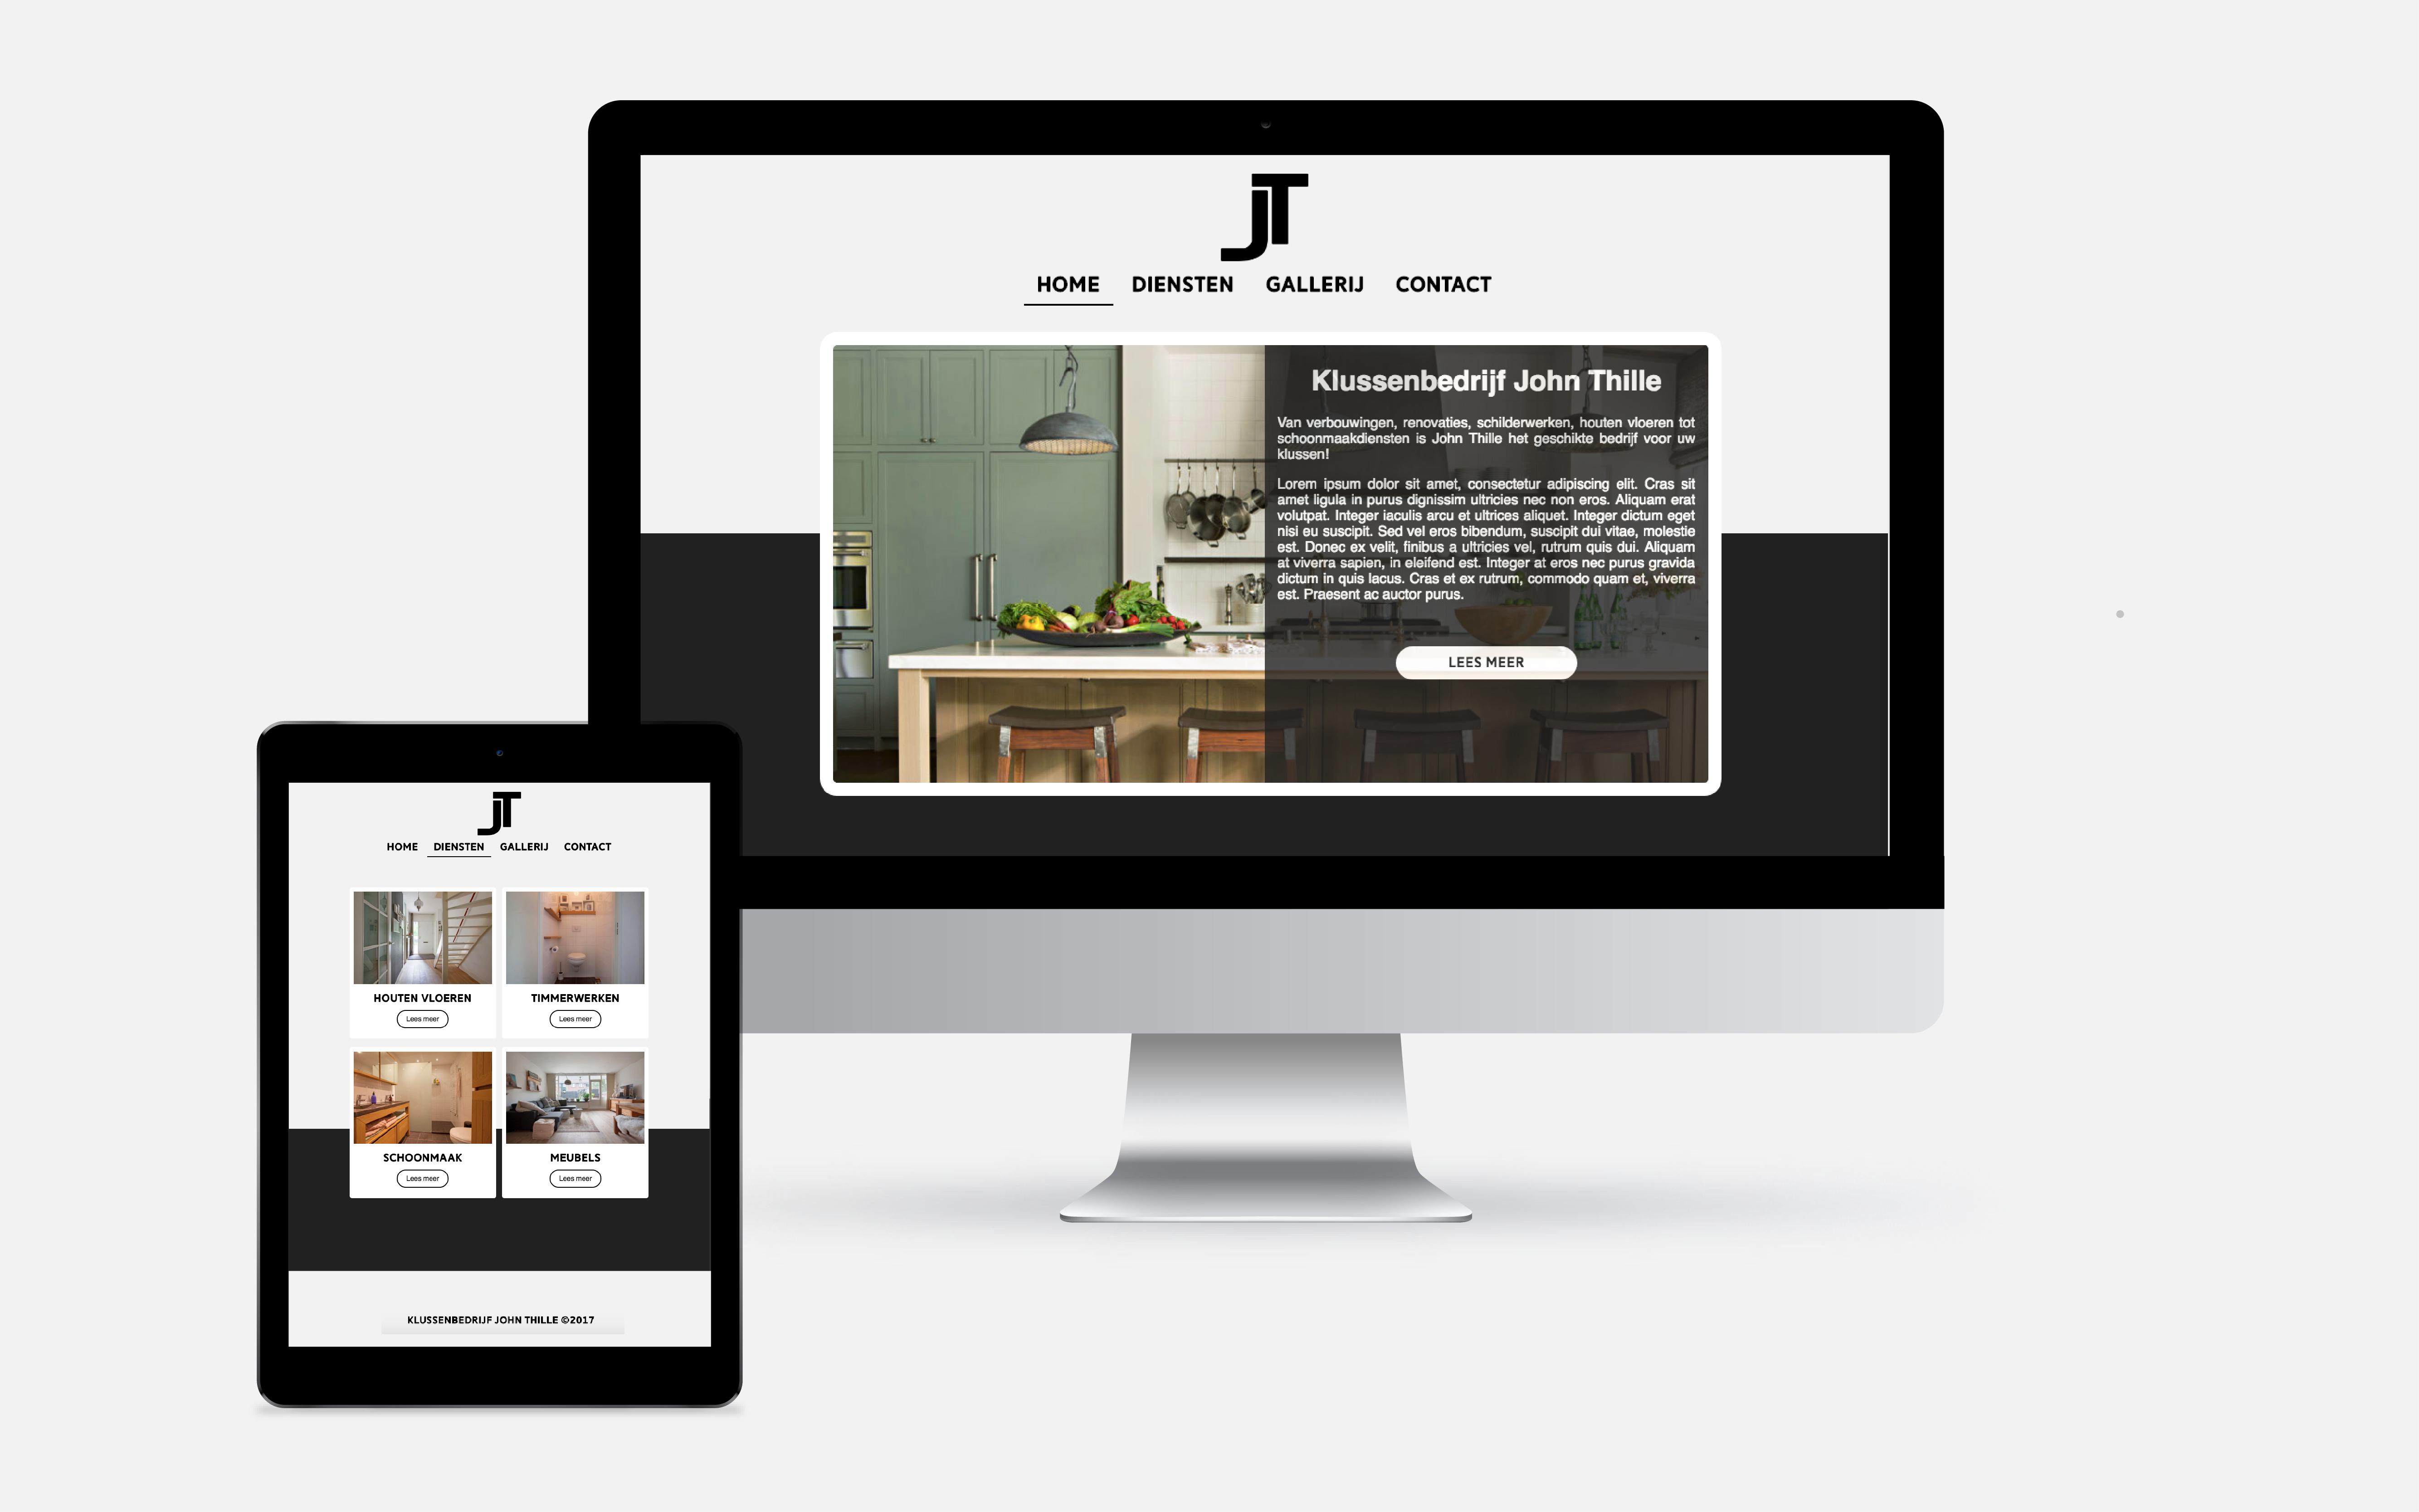 JT
HOME DIENSTEN GALLERIJ CONTACT
Klussenbedrijf John Thille
Van verbouwingen, renovaties, schilderwerken, houten vloeren tot
schoonmaakdiensten is John Thille het geschikte bedrijf voor uw
klussen!
Lorem ipsum dolor sit amet, consectetur adipiscing elit. Cras sit
amet ligula in purus dignissim ultricies nec non eros. Aliquam erat
volutpat. Integer iaculis arcu et ultrices aliquet. Integer dictum eget
nisi eu suscipit. Sed vel eros bibendum, suscipit dui vitae, molestie
est. Donec ex velit, finibus a ultricies vel, rutrum quis dui. Aliquam
at viverra sapien, in eleifend est. Integer at eros nec purus gravida
dictum in quis lacus. Cras et ex rutrum, commodo quam et, viverra
est. Praesent ac auctor purus.
LEES MEER
JT
HOME DIENSTEN GALLERIJ CONTACT
HOUTEN VLOEREN TIMMERWERKEN
Lees meer Lees meer
SCHOONMAAK MEUBELS
Lees meer Lees meer
KLUSSENBEDRIJF JOHN THILLE ©2017